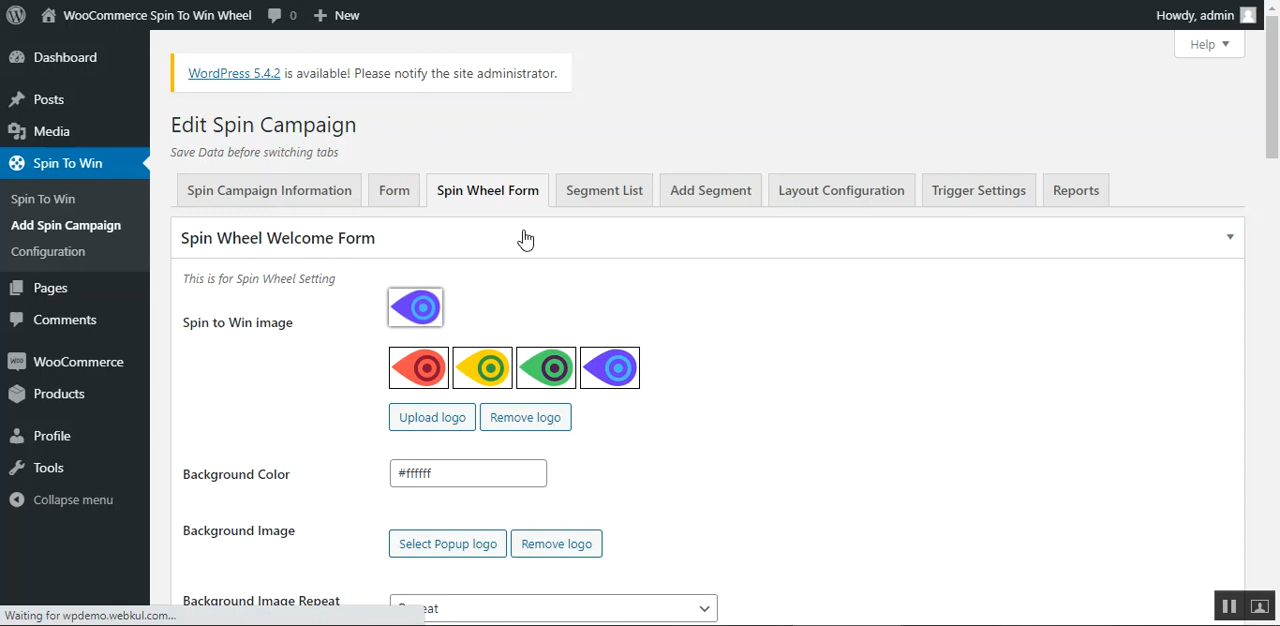 WooCommerce Spin To Win Wheel 0 New Howdy, admin
Help
Dashboard
Posts
Media
Spin To Win
Spin To Win
Add Spin Campaign
Configuration
Pages
Comments
WooCommerce
Products
Profile
Tools
Collapse menu
WordPress 5.4.2 is available! Please notify the site administrator.
Edit Spin Campaign
Save Data before switching tabs
Spin Campaign Information Form Spin Wheel Form Segment List Add Segment Layout Configuration Trigger Settings Reports
Spin Wheel Welcome Form
This is for Spin Wheel Setting
Spin to Win image
Upload logo Remove logo
Background Color #ffffff
Background Image Select Popup logo Remove logo
Background Image Repeat Repeat
Waiting for wpdemo.webkul.com...